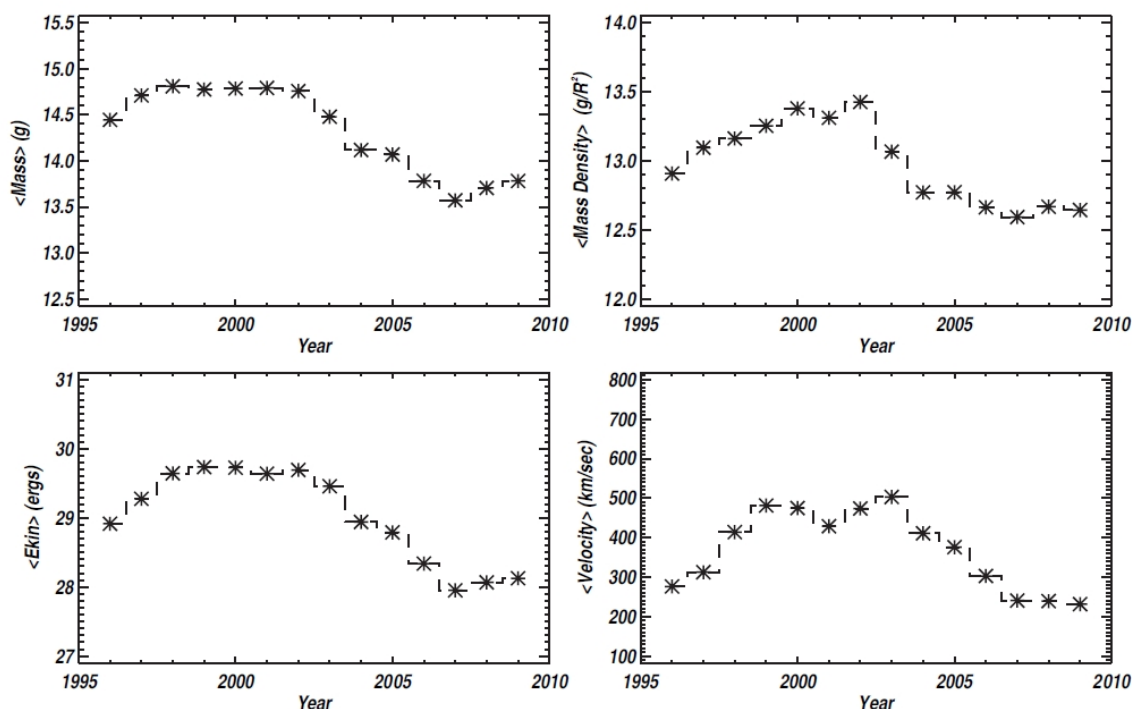 <Mass> (g)
15.5
15.0
14.5
14.0
13.5
13.0
12.5
1995 2000 2005 2010
Year
<Mass Density> (g/R²)
14.0
13.5
13.0
12.5
12.0
1995 2000 2005 2010
Year
<Ekin> (ergs)
31
30
29
28
27
1995 2000 2005 2010
Year
<Velocity> (km/sec)
800
700
600
500
400
300
200
100
1995 2000 2005 2010
Year